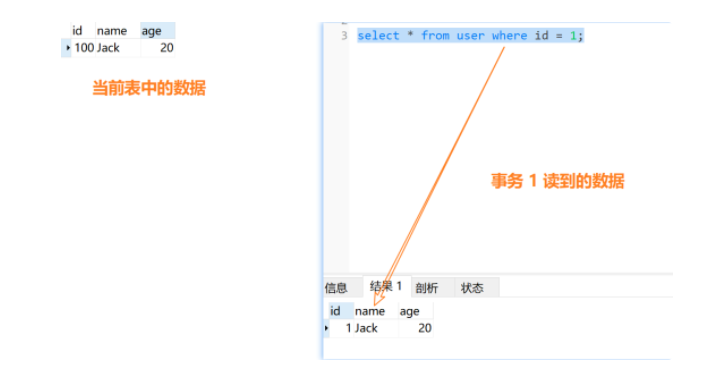 id name age
100 Jack 20
当前表中的数据
3 select * from user where id = 1;
事务 1 读到的数据
信息 结果 1 剖析 状态
id name age
1 Jack 20